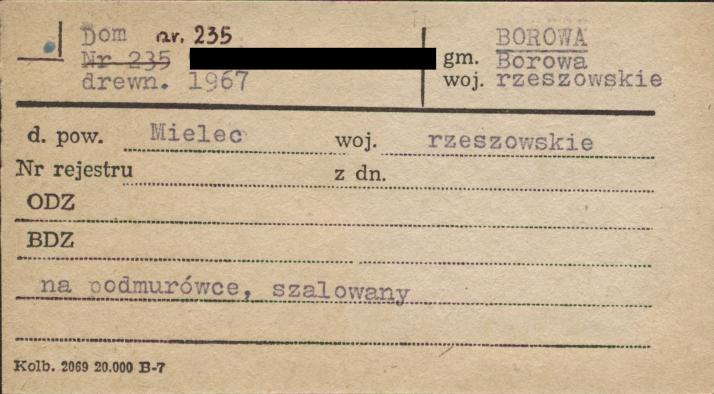 Dom nr. 235
Nr 235
drewn. 1967
BOROWA
gm. Borowa
woj. rzeszowskie
d. pow. Mielec woj. rzeszowskie
Nr rejestru z dn.
ODZ
BDZ
na podmurówce, szalowany
Kolb. 2069 20.000 B-7